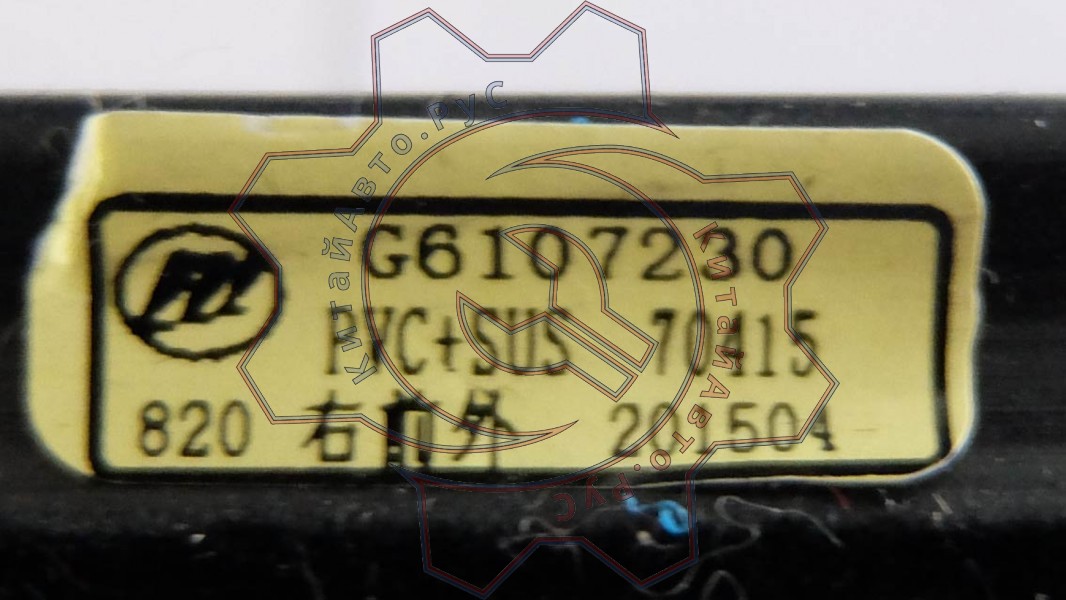 G6107230
PVC+SUS 70415
820 右前外 201504
КитайАвто.Рус
КитайАвто.Рус